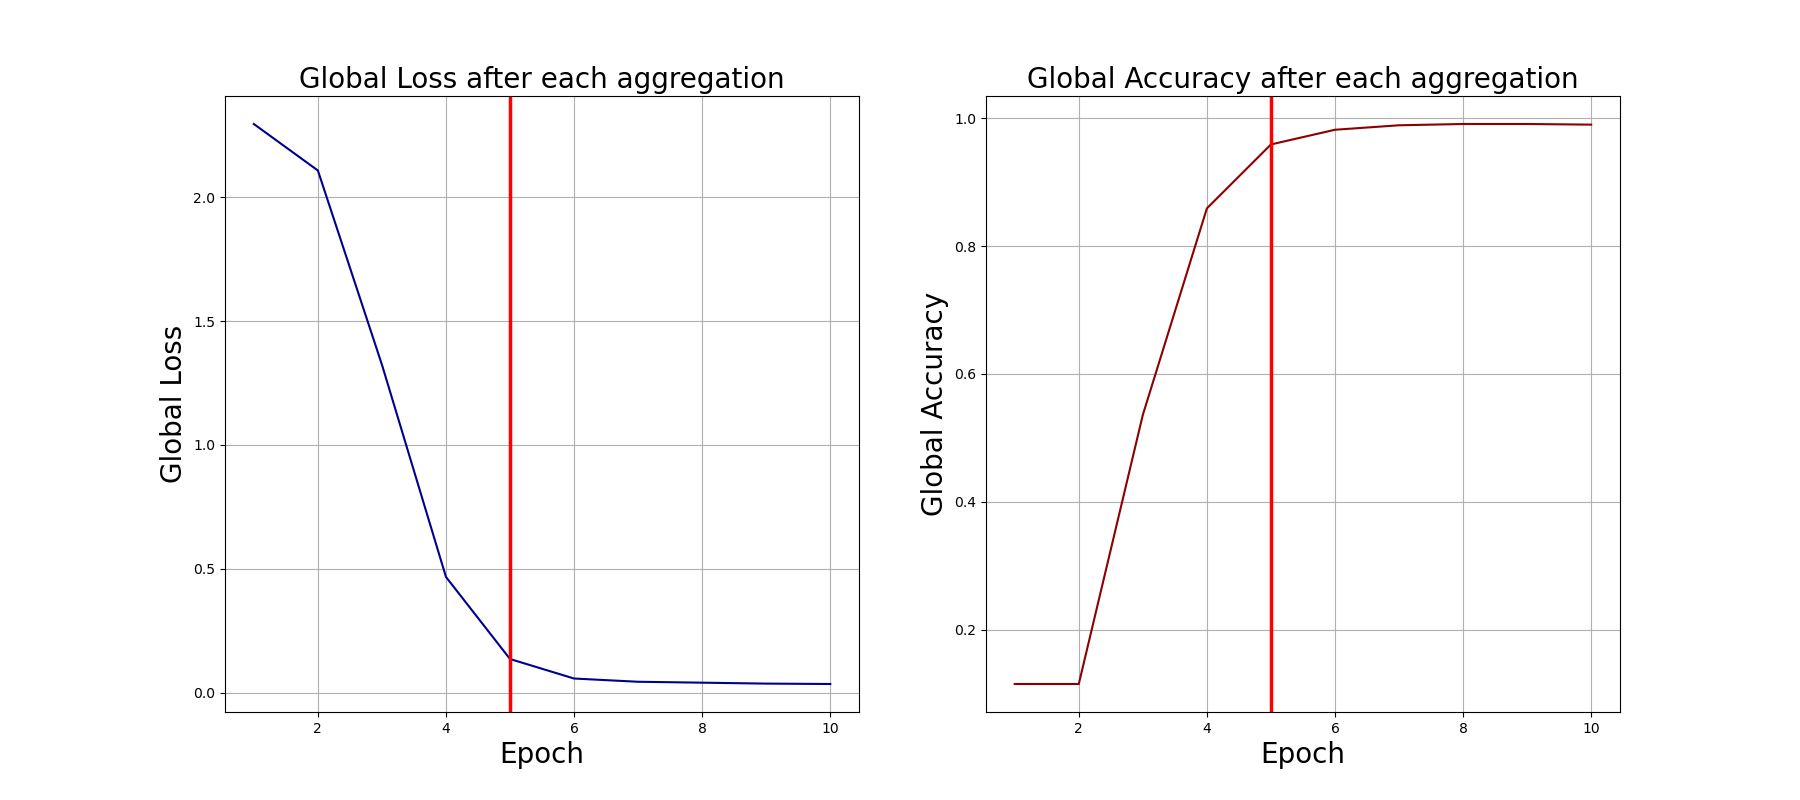 Global Loss after each aggregation
Global Loss
2.0
1.5
1.0
0.5
0.0
2 4 6 8 10
Epoch
Global Accuracy after each aggregation
Global Accuracy
1.0
0.8
0.6
0.4
0.2
2 4 6 8 10
Epoch